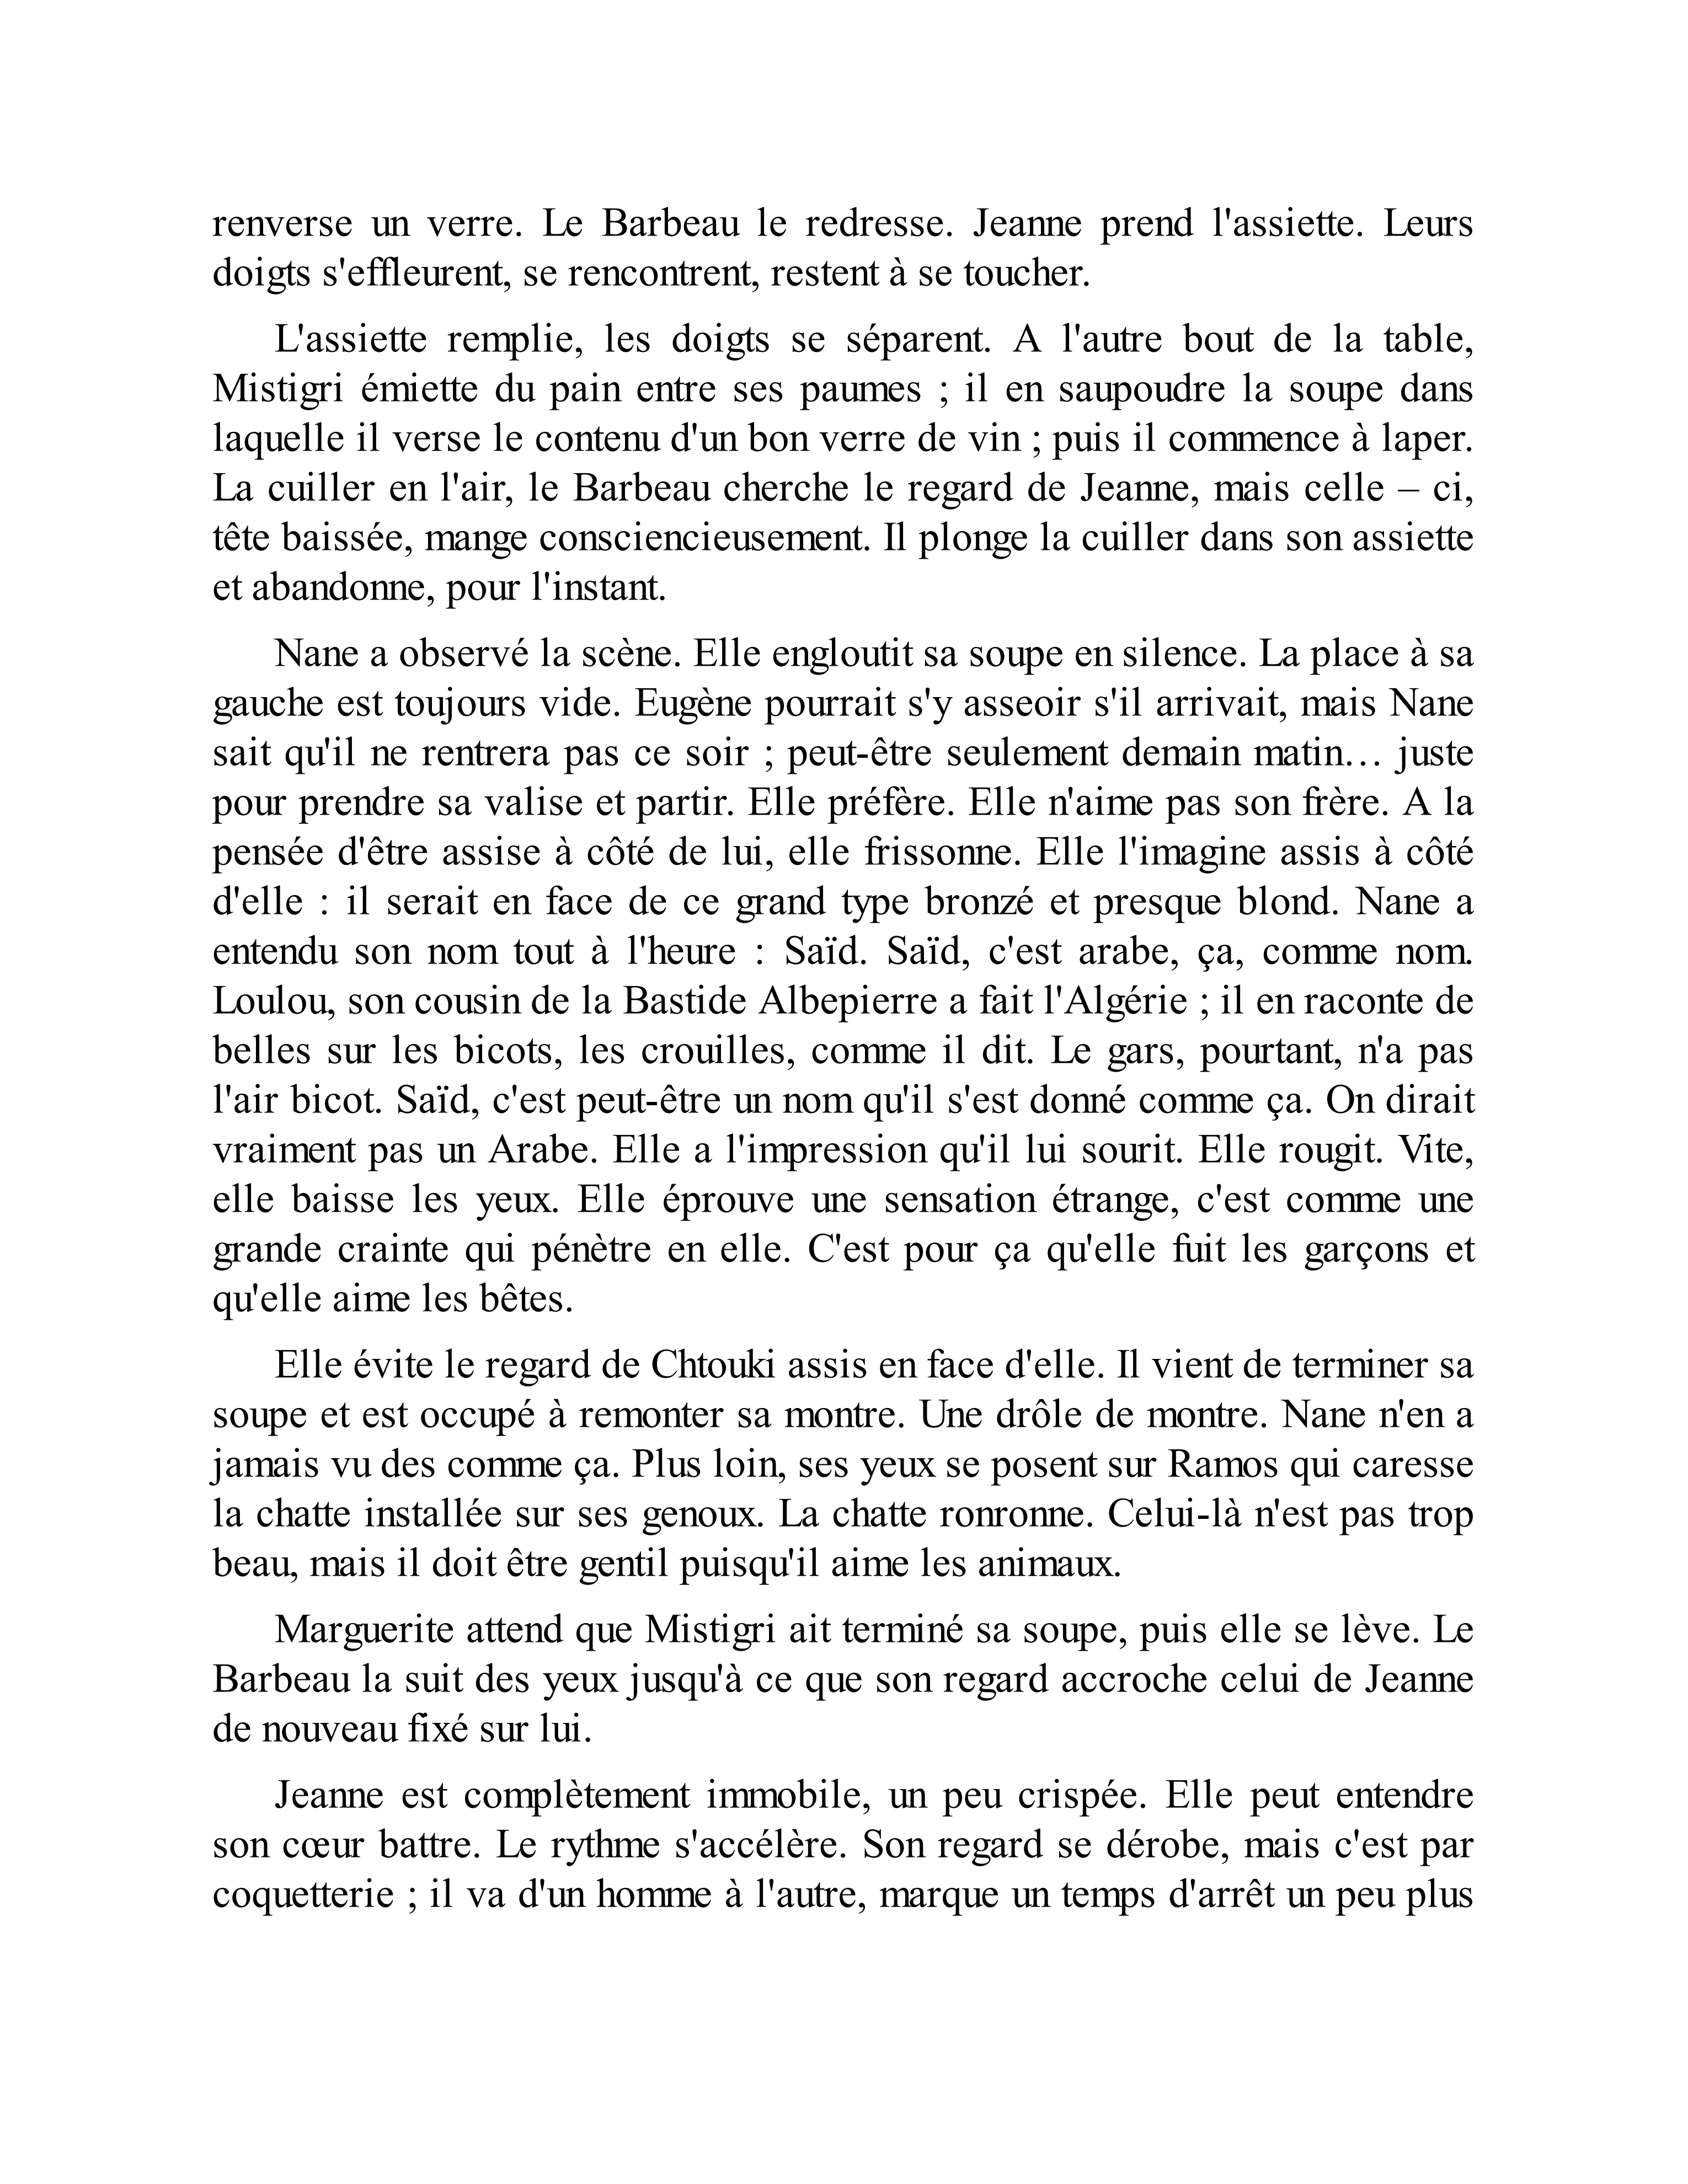 renverse un verre. Le Barbeau le redresse. Jeanne prend l'assiette. Leurs
doigts s'effleurent, se rencontrent, restent à se toucher.
L'assiette remplie, les doigts se séparent. A l'autre bout de la table,
Mistigri émiette du pain entre ses paumes ; il en saupoudre la soupe dans
laquelle il verse le contenu d'un bon verre de vin ; puis il commence à laper.
La cuiller en l'air, le Barbeau cherche le regard de Jeanne, mais celle – ci,
tête baissée, mange consciencieusement. Il plonge la cuiller dans son assiette
et abandonne, pour l'instant.
Nane a observé la scène. Elle engloutit sa soupe en silence. La place à sa
gauche est toujours vide. Eugène pourrait s'y asseoir s'il arrivait, mais Nane
sait qu'il ne rentrera pas ce soir ; peut-être seulement demain matin… juste
pour prendre sa valise et partir. Elle préfère. Elle n'aime pas son frère. A la
pensée d'être assise à côté de lui, elle frissonne. Elle l'imagine assis à côté
d'elle : il serait en face de ce grand type bronzé et presque blond. Nane a
entendu son nom tout à l'heure : Saïd. Saïd, c'est arabe, ça, comme nom.
Loulou, son cousin de la Bastide Albepierre a fait l'Algérie ; il en raconte de
belles sur les bicots, les crouilles, comme il dit. Le gars, pourtant, n'a pas
l'air bicot. Saïd, c'est peut-être un nom qu'il s'est donné comme ça. On dirait
vraiment pas un Arabe. Elle a l'impression qu'il lui sourit. Elle rougit. Vite,
elle baisse les yeux. Elle éprouve une sensation étrange, c'est comme une
grande crainte qui pénètre en elle. C'est pour ça qu'elle fuit les garçons et
qu'elle aime les bêtes.
Elle évite le regard de Chtouki assis en face d'elle. Il vient de terminer sa
soupe et est occupé à remonter sa montre. Une drôle de montre. Nane n'en a
jamais vu des comme ça. Plus loin, ses yeux se posent sur Ramos qui caresse
la chatte installée sur ses genoux. La chatte ronronne. Celui-là n'est pas trop
beau, mais il doit être gentil puisqu'il aime les animaux.
Marguerite attend que Mistigri ait terminé sa soupe, puis elle se lève. Le
Barbeau la suit des yeux jusqu'à ce que son regard accroche celui de Jeanne
de nouveau fixé sur lui.
Jeanne est complètement immobile, un peu crispée. Elle peut entendre
son cœur battre. Le rythme s'accélère. Son regard se dérobe, mais c'est par
coquetterie ; il va d'un homme à l'autre, marque un temps d'arrêt un peu plus